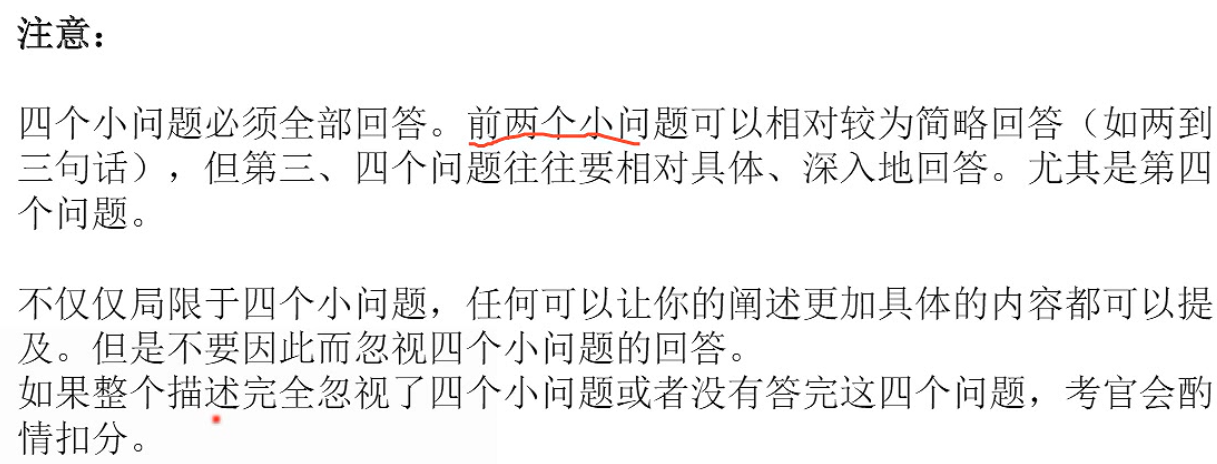 注意：
四个小问题必须全部回答。前两个小问题可以相对较为简略回答（如两到
三句话），但第三、四个问题往往要相对具体、深入地回答。尤其是第四
个问题。
不仅仅局限于四个小问题，任何可以让你的阐述更加具体的内容都可以提
及。但是不要因此而忽视四个小问题的回答。
如果整个描述完全忽视了四个小问题或者没有答完这四个问题，考官会酌
情扣分。